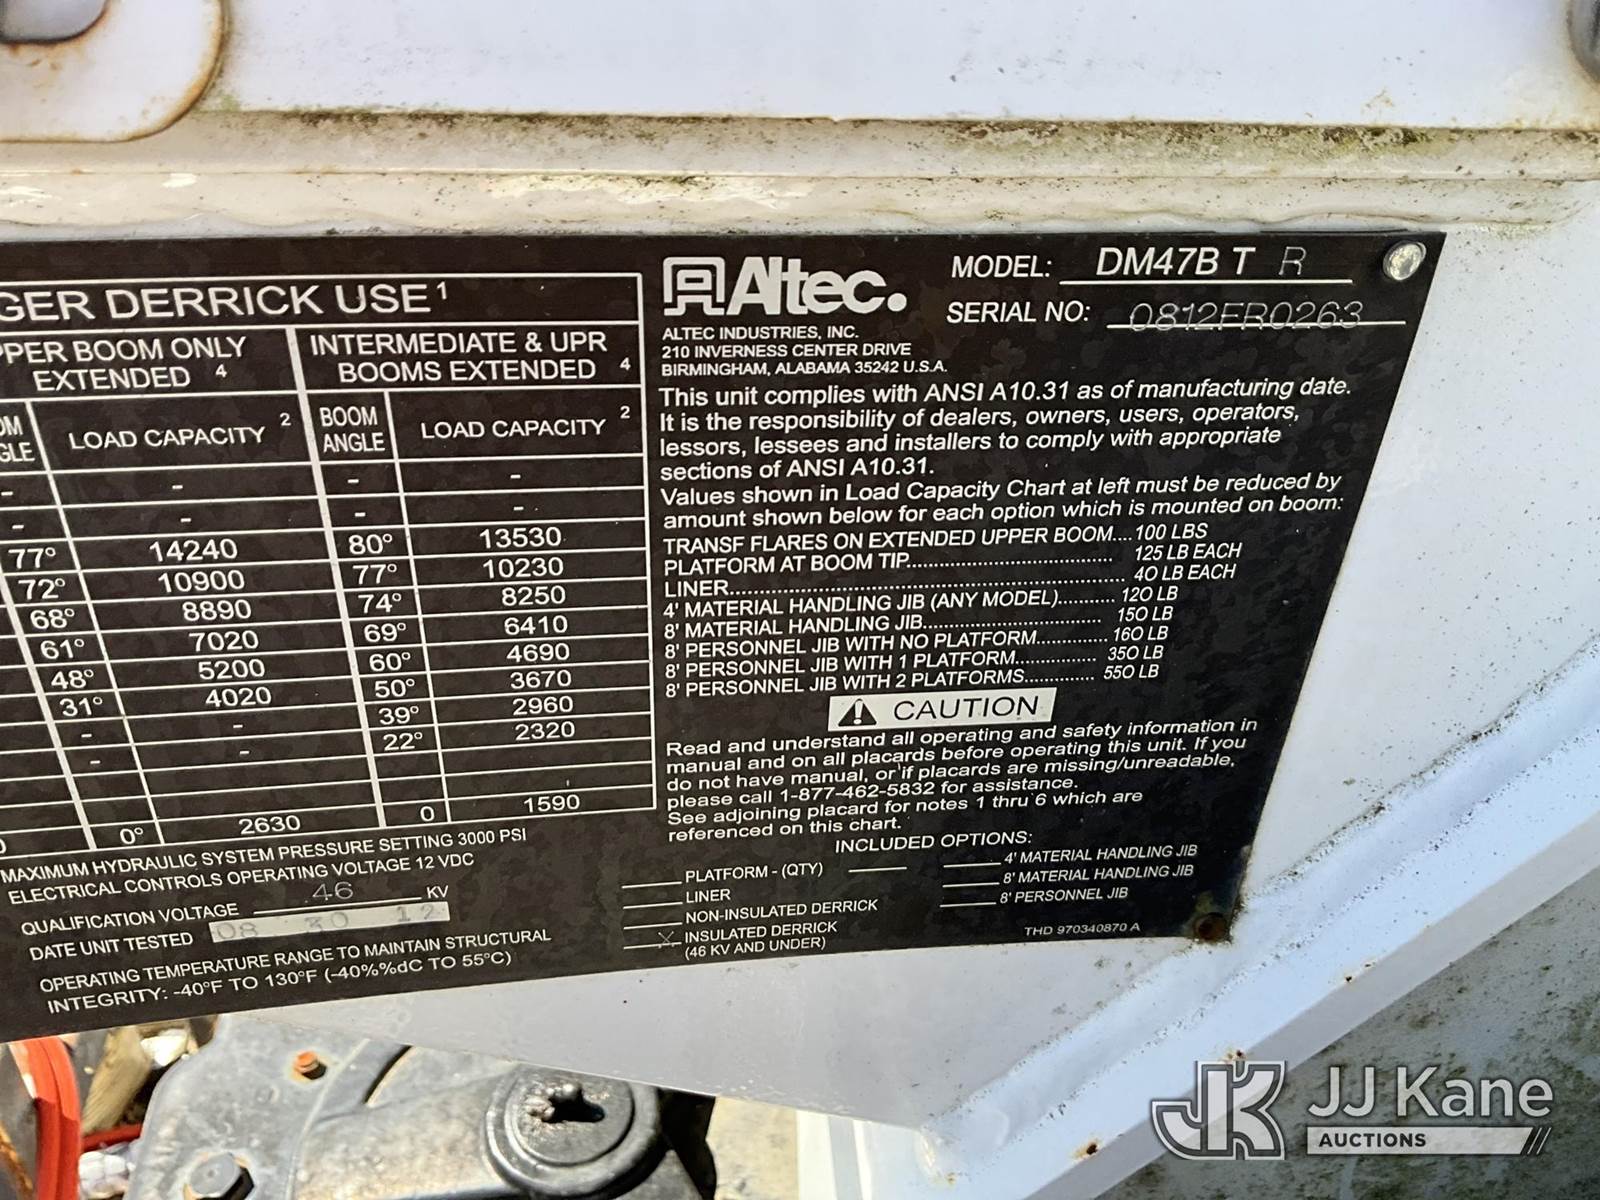 GER DERRICK USE 1
PPER BOOM ONLY EXTENDED 4
INTERMEDIATE & UPR BOOMS EXTENDED 4
LOAD CAPACITY 2
BOOM ANGLE
LOAD CAPACITY 2
- - - -
- - - -
77° 14240 80° 13530
72° 10900 77° 10230
68° 8890 74° 8250
61° 7020 69° 6410
48° 5200 60° 4690
31° 4020 50° 3670
- - 39° 2960
- - 22° 2320
0° 2630 0 1590
MAXIMUM HYDRAULIC SYSTEM PRESSURE SETTING 3000 PSI
ELECTRICAL CONTROLS OPERATING VOLTAGE 12 VDC
QUALIFICATION VOLTAGE 46 KV
DATE UNIT TESTED 08 30 12
OPERATING TEMPERATURE RANGE TO MAINTAIN STRUCTURAL
INTEGRITY: -40°F TO 130°F (-40%%dC TO 55°C)
Altec.
ALTEC INDUSTRIES, INC.
210 INVERNESS CENTER DRIVE
BIRMINGHAM, ALABAMA 35242 U.S.A.
MODEL: DM47B T R
SERIAL NO: 0812FR0263
This unit complies with ANSI A10.31 as of manufacturing date.
It is the responsibility of dealers, owners, users, operators,
lessors, lessees and installers to comply with appropriate
sections of ANSI A10.31.
Values shown in Load Capacity Chart at left must be reduced by
amount shown below for each option which is mounted on boom:
TRANSF FLARES ON EXTENDED UPPER BOOM....100 LBS
PLATFORM AT BOOM TIP.................... 125 LB EACH
LINER.................... 40 LB EACH
4' MATERIAL HANDLING JIB (ANY MODEL).......... 120 LB
8' MATERIAL HANDLING JIB.................... 150 LB
8' PERSONNEL JIB WITH NO PLATFORM............ 160 LB
8' PERSONNEL JIB WITH 1 PLATFORM............... 350 LB
8' PERSONNEL JIB WITH 2 PLATFORMS............. 550 LB
CAUTION
Read and understand all operating and safety information in
manual and on all placards before operating this unit. If you
do not have manual, or if placards are missing/unreadable,
please call 1-877-462-5832 for assistance.
See adjoining placard for notes 1 thru 6 which are
referenced on this chart.
INCLUDED OPTIONS:
PLATFORM - (QTY)
LINER
NON-INSULATED DERRICK
X INSULATED DERRICK
(46 KV AND UNDER)
4' MATERIAL HANDLING JIB
8' MATERIAL HANDLING JIB
8' PERSONNEL JIB
THD 970340870 A
JK JJ Kane
AUCTIONS